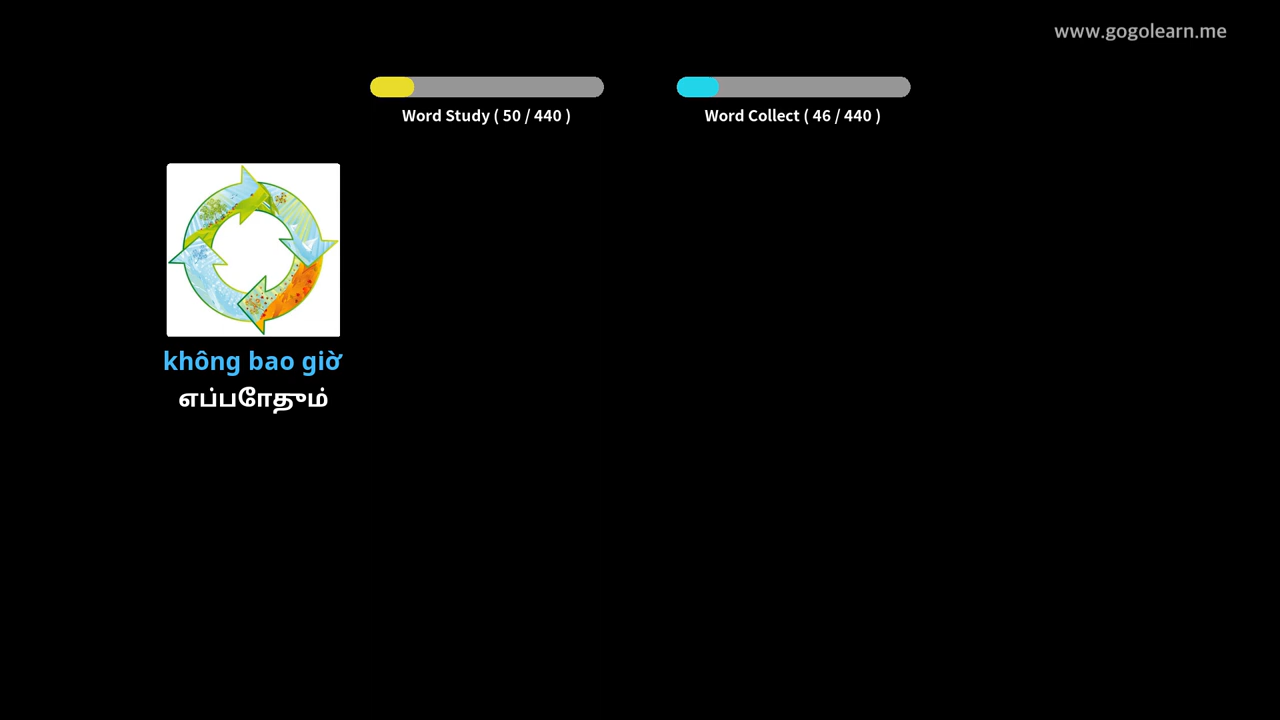 www.gogolearn.me
Word Study ( 50 / 440 )
Word Collect ( 46 / 440 )
không bao giờ
எப்போதும்